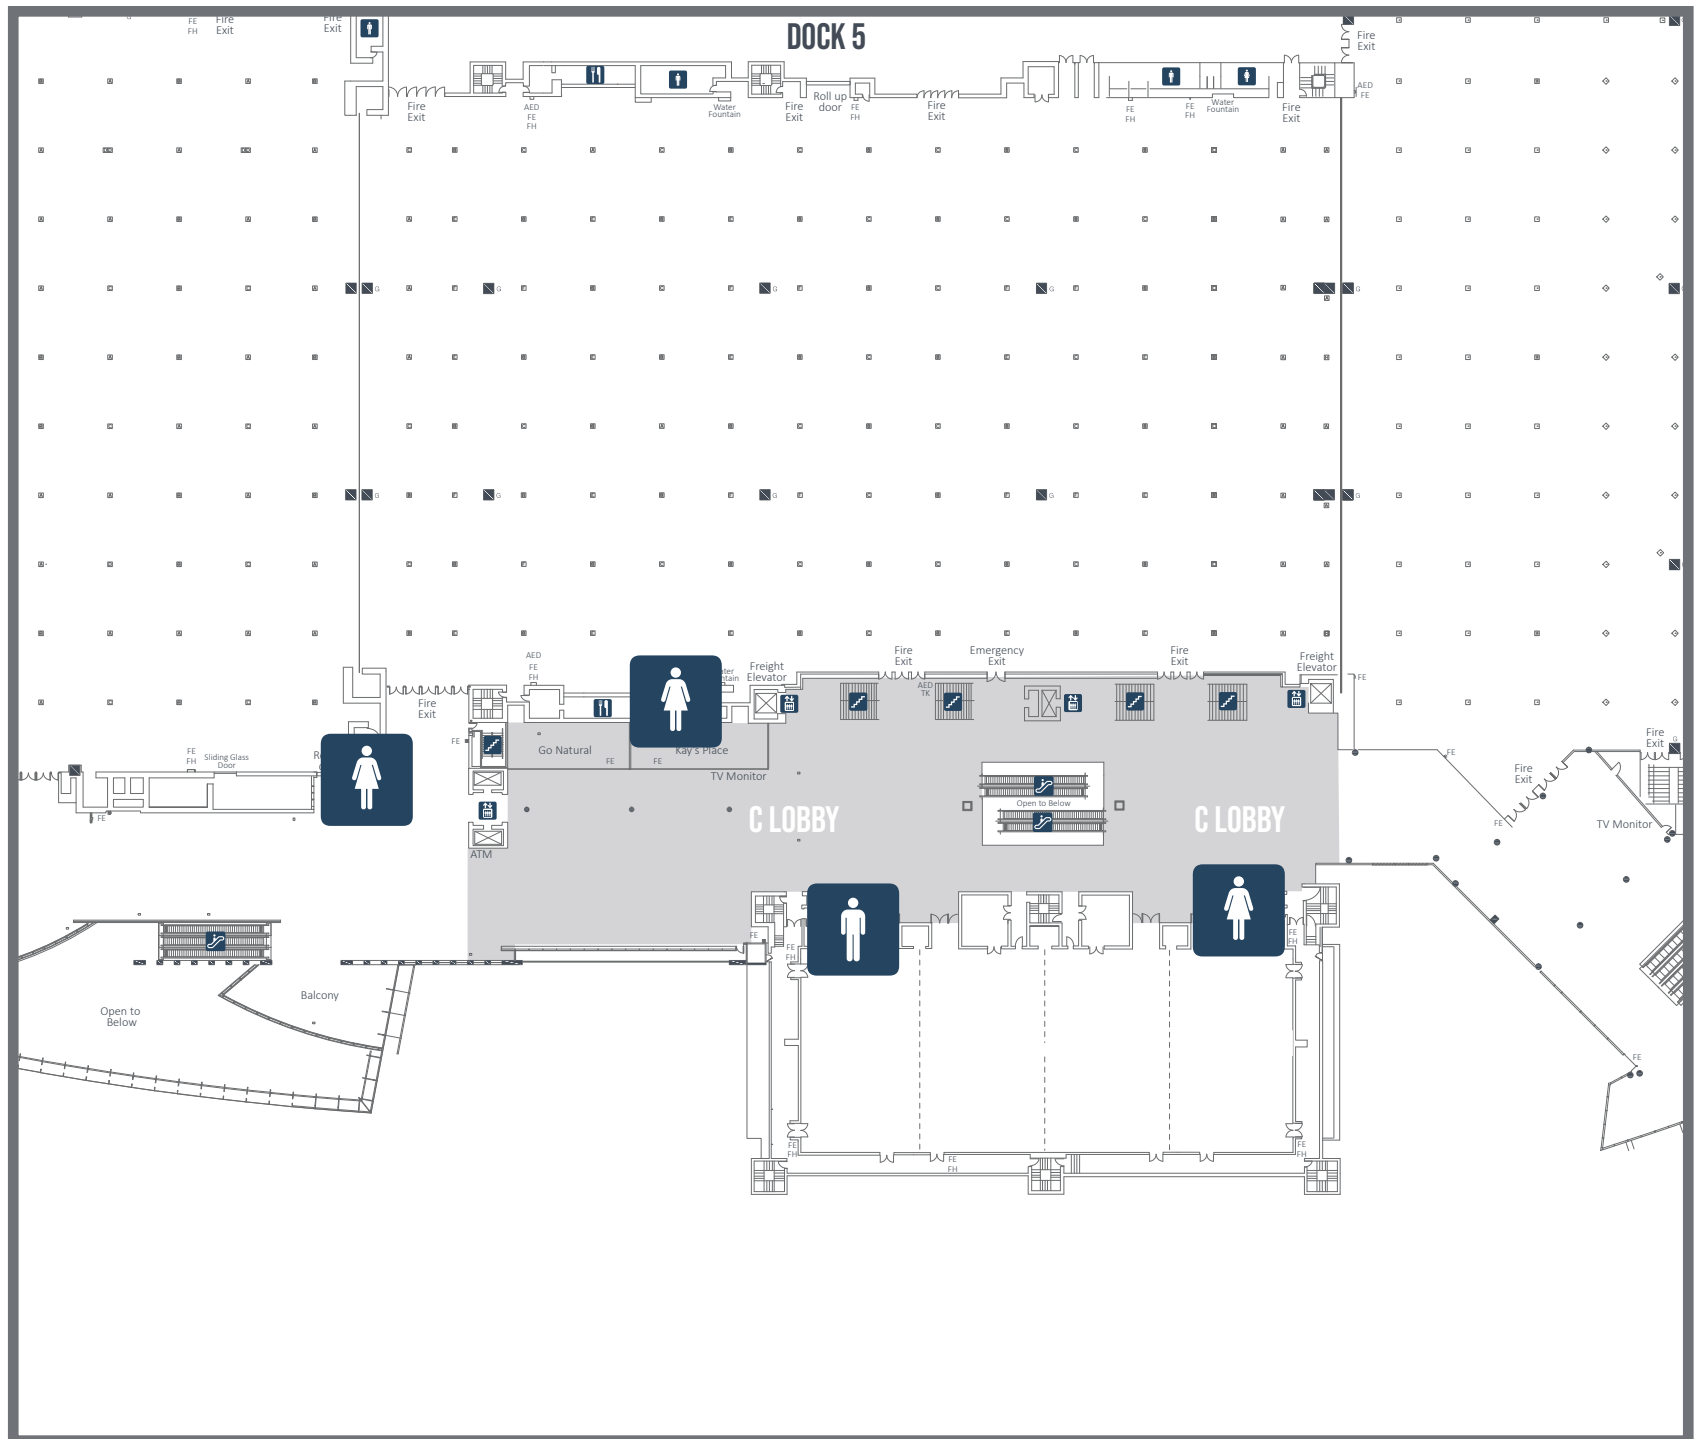 Fire
Exit
FE
FH
Fire
Exit
DOCK 5
Fire
Exit
Fire
Exit
AED
FE
FH
Water
Fountain
Fire
Exit
Roll up
door
FE
FH
Fire
Exit
FE
FH
FE
FH
Water
Fountain
Fire
Exit
AED
FE
G
G
G
G
G
G
G
G
G
G
AED
FE
FH
Freight
Elevator
Fire
Exit
Emergency
Exit
Fire
Exit
Freight
Elevator
FE
AED
TK
Fire
Exit
FE
Go Natural
Kay's Place
FE
FE
TV Monitor
FE
FH
Sliding Glass
Door
FE
Fire
Exit
G
Fire
Exit
FE
TV Monitor
Open to Below
C LOBBY
C LOBBY
FE
ATM
FE
FE
FH
FE
FH
Balcony
Open to
Below
FE
FE
FH
FE
FH
FE
FH